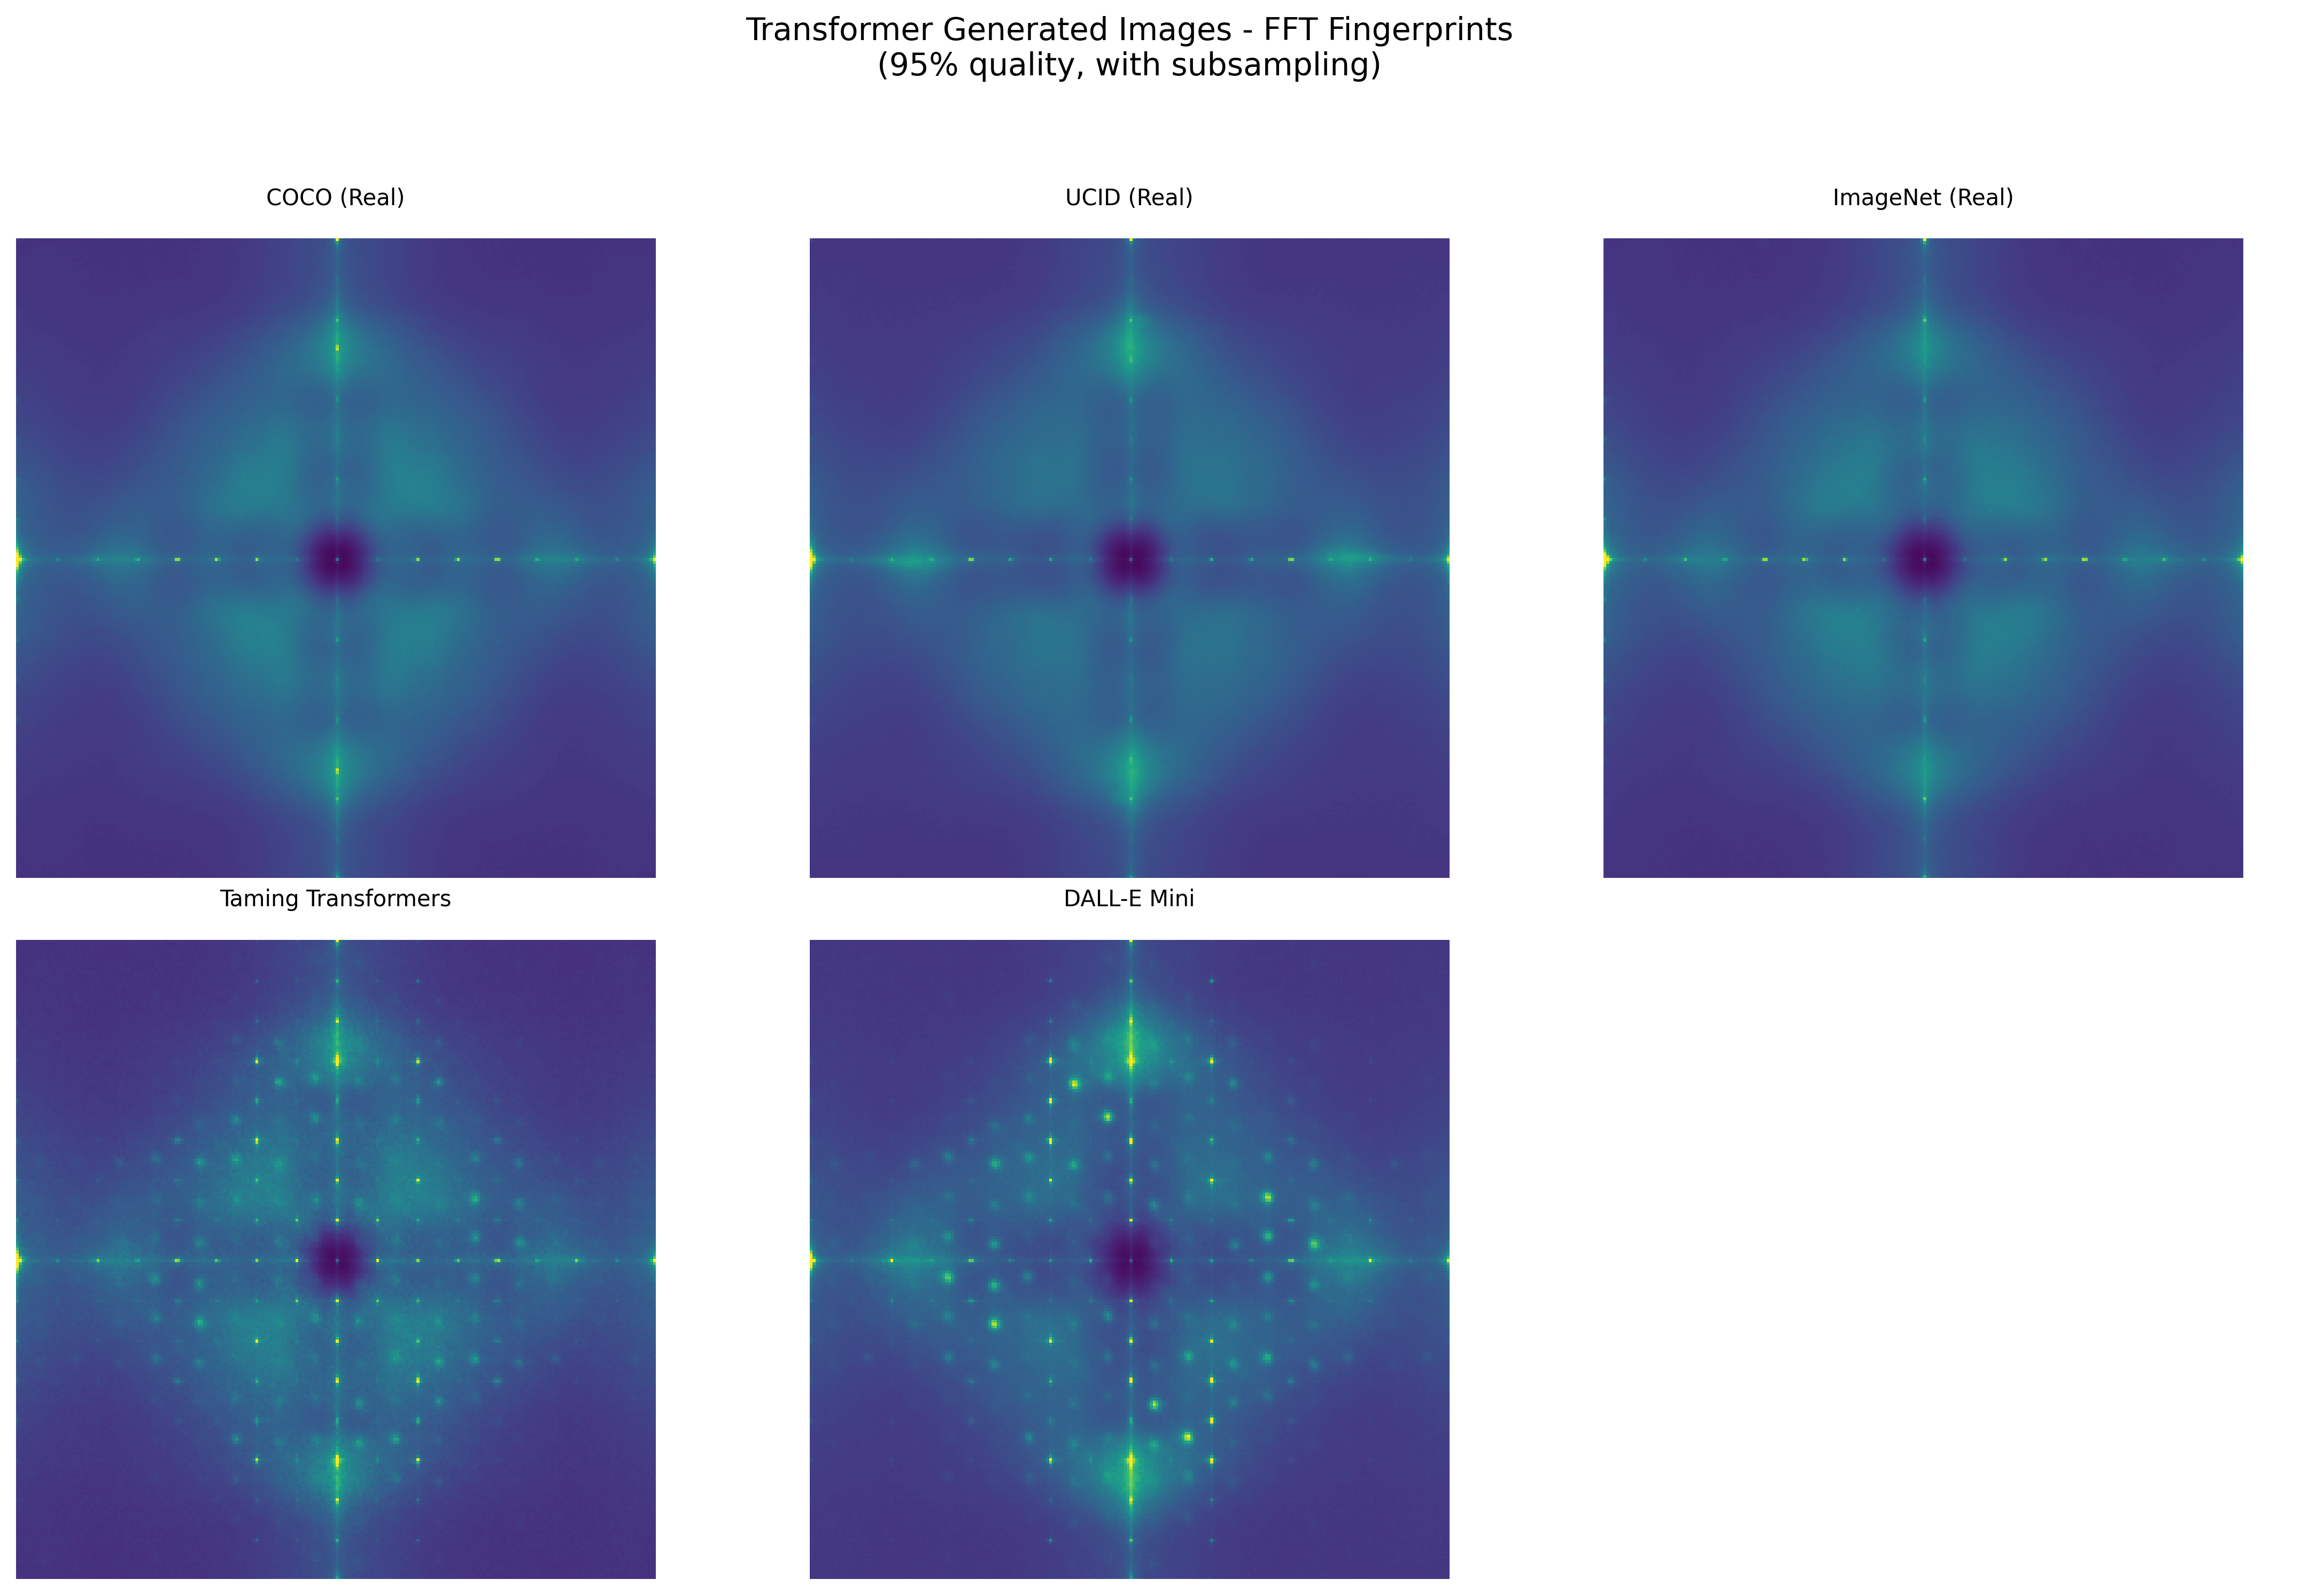 Transformer Generated Images - FFT Fingerprints
(95% quality, with subsampling)
COCO (Real)
UCID (Real)
ImageNet (Real)
Taming Transformers
DALL-E Mini